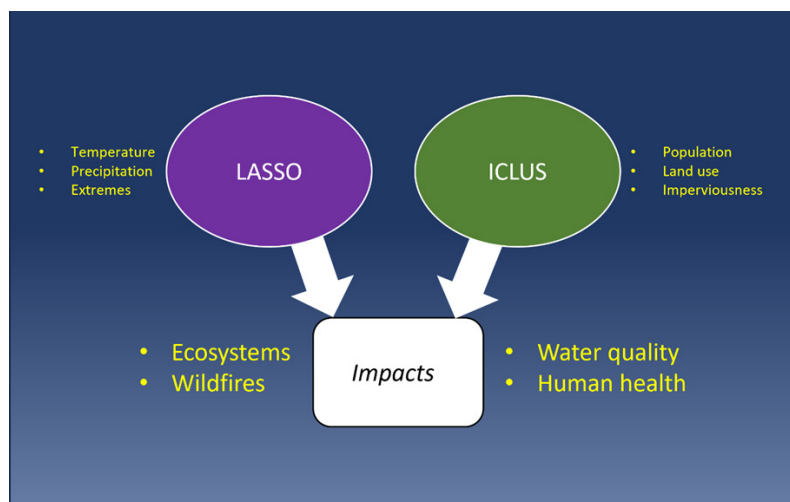 • Temperature
• Precipitation
• Extremes
LASSO
ICLUS
• Population
• Land use
• Imperviousness
• Ecosystems
• Wildfires
Impacts
• Water quality
• Human health